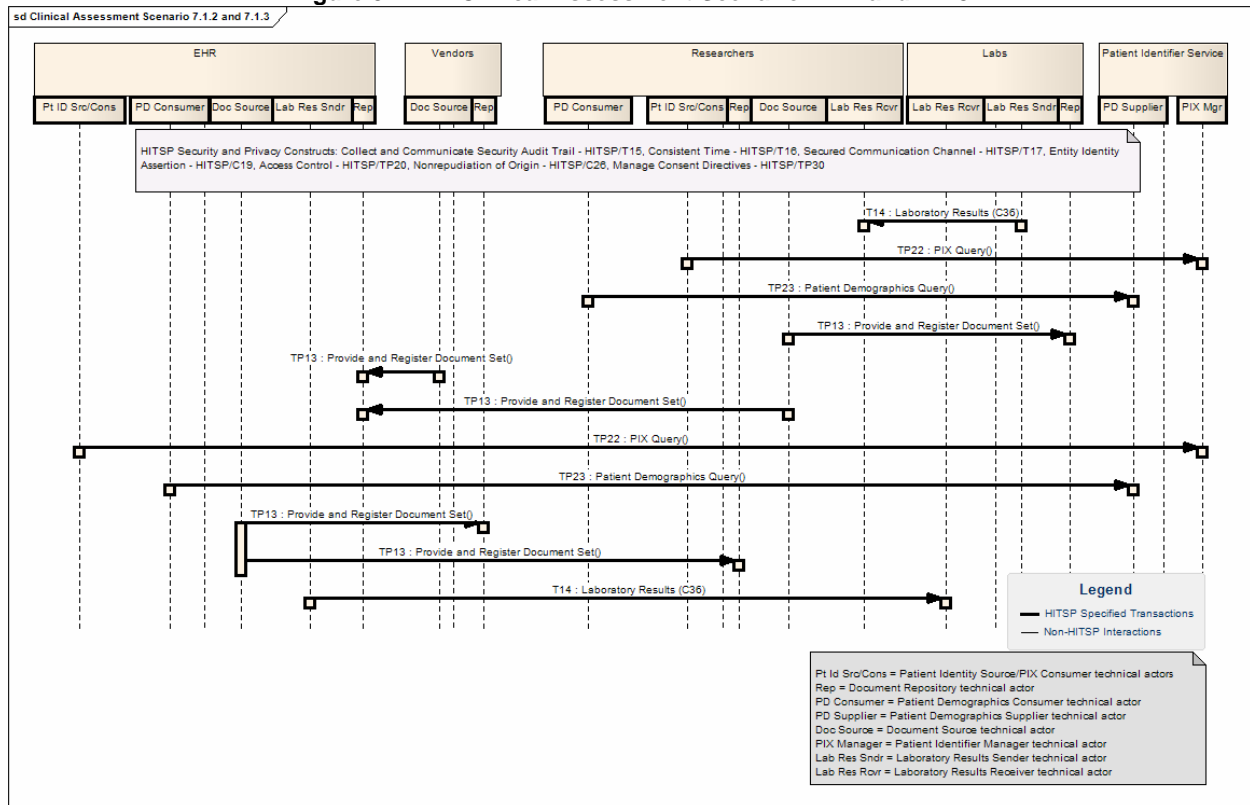 sd Clinical Assessment Scenario 7.1.2 and 7.1.3
EHR
Vendors
Researchers
Labs
Patient Identifier Service
Pt ID Src/Cons
PD Consumer
Doc Source
Lab Res Sndr
Rep
Doc Source
Rep
PD Consumer
Pt ID Src/Cons
Rep
Doc Source
Lab Res Rcvr
Lab Res Rcvr
Lab Res Sndr
Rep
PD Supplier
PIX Mgr
HITSP Security and Privacy Constructs: Collect and Communicate Security Audit Trail - HITSP/T15, Consistent Time - HITSP/T16, Secured Communication Channel - HITSP/T17, Entity Identity
Assertion - HITSP/C19, Access Control - HITSP/TP20, Nonrepudiation of Origin - HITSP/C26, Manage Consent Directives - HITSP/TP30
T14 : Laboratory Results (C36)
TP22 : PIX Query()
TP23 : Patient Demographics Query()
TP13 : Provide and Register Document Set()
TP13 : Provide and Register Document Set()
TP13 : Provide and Register Document Set()
TP22 : PIX Query()
TP23 : Patient Demographics Query()
TP13 : Provide and Register Document Set()
TP13 : Provide and Register Document Set()
T14 : Laboratory Results (C36)
Legend
HITSP Specified Transactions
Non-HITSP Interactions
Pt Id Src/Cons = Patient Identity Source/PIX Consumer technical actors
Rep = Document Repository technical actor
PD Consumer = Patient Demographics Consumer technical actor
PD Supplier = Patient Demographics Supplier technical actor
Doc Source = Document Source technical actor
PIX Manager = Patient Identifier Manager technical actor
Lab Res Sndr = Laboratory Results Sender technical actor
Lab Res Rcvr = Laboratory Results Receiver technical actor